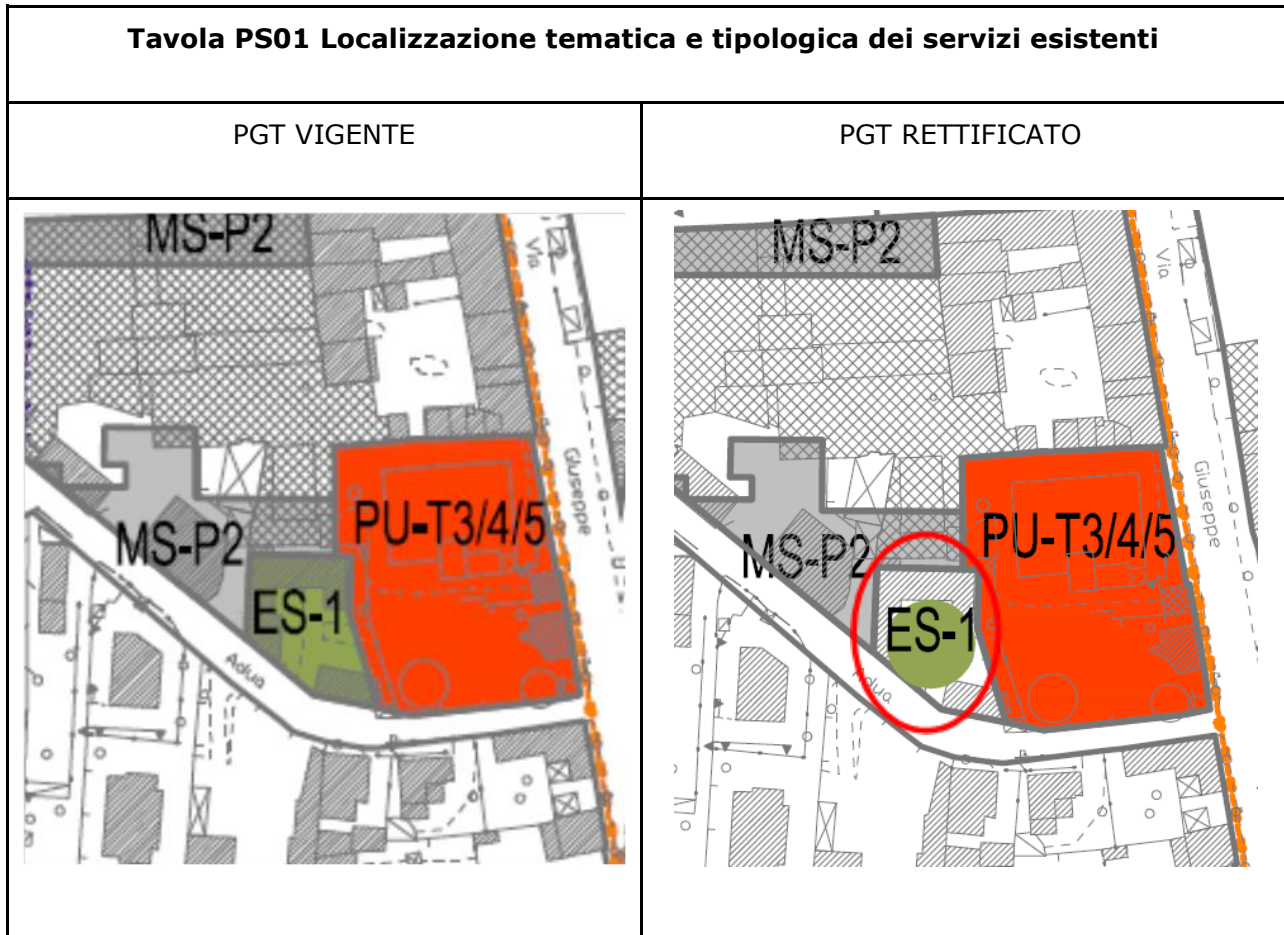 Tavola PS01 Localizzazione tematica e tipologica dei servizi esistenti
PGT VIGENTE
PGT RETTIFICATO
MS-P2
Via
Giuseppe
PU-T3/4/5
MS-P2
ES-1
Adua
MS-P2
Via
Giuseppe
PU-T3/4/5
MS-P2
ES-1
Adua